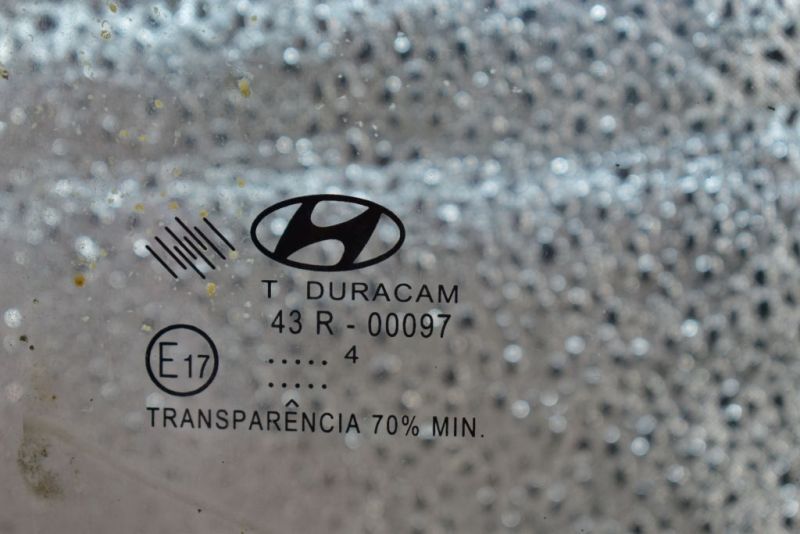 T DURACAM
43 R - 00097
..... 4
.....
E17
TRANSPARÊNCIA 70% MIN.